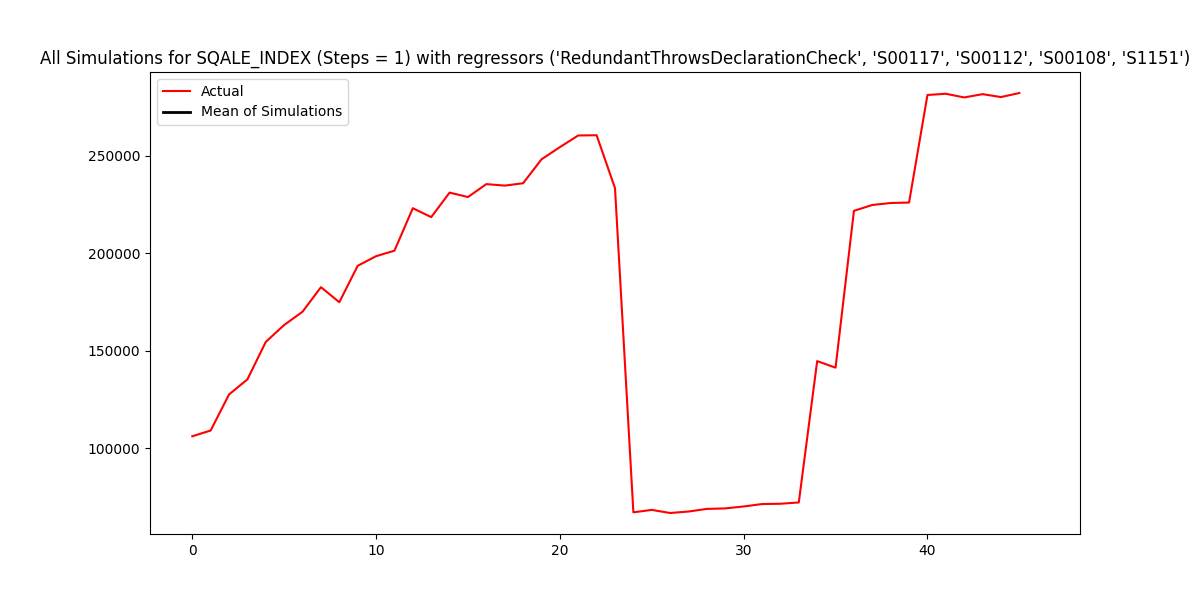 All Simulations for SQALE_INDEX (Steps = 1) with regressors ('RedundantThrowsDeclarationCheck', 'S00117', 'S00112', 'S00108', 'S1151')
Actual
Mean of Simulations
250000
200000
150000
100000
0 10 20 30 40